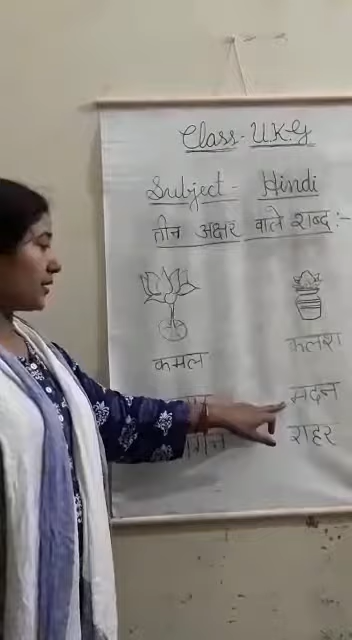 Class- U.K.G
Subject- Hindi
तीन अक्षर वाले शब्द :-
कमल
कलश
सदन
शहर